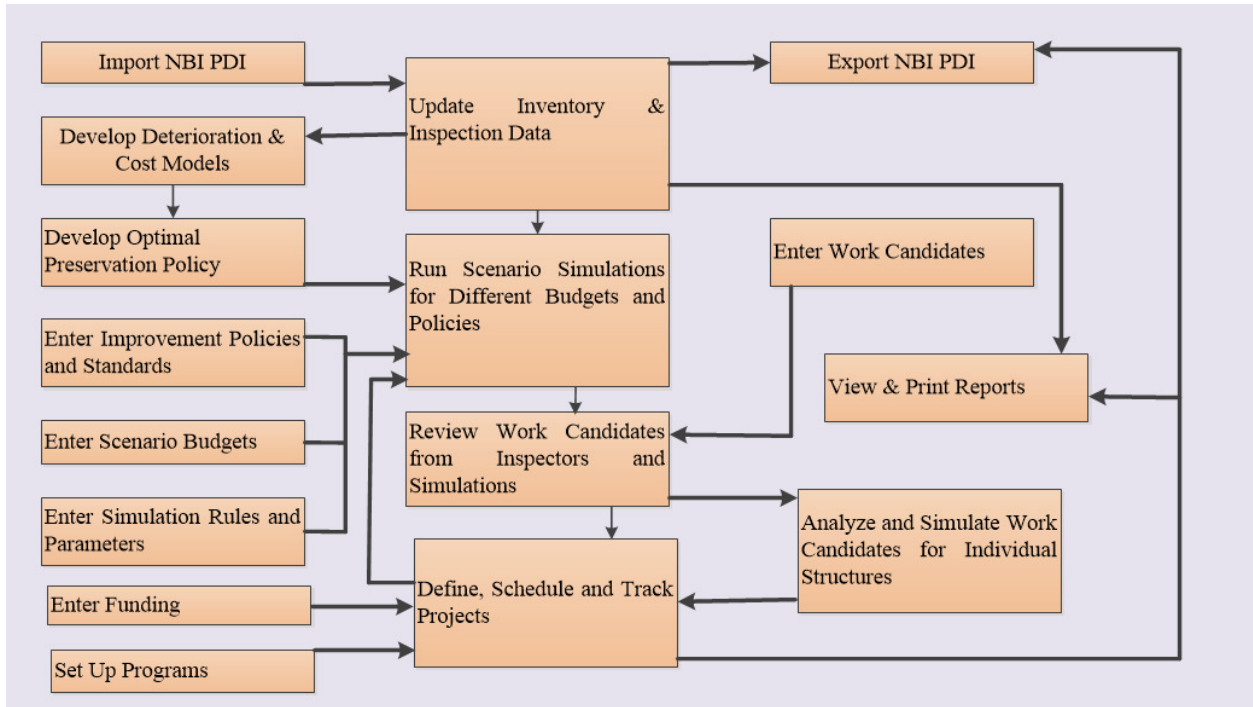 Import NBI PDI
Export NBI PDI
Update Inventory &
Inspection Data
Develop Deterioration &
Cost Models
Develop Optimal
Preservation Policy
Enter Work Candidates
Run Scenario Simulations
for Different Budgets and
Policies
Enter Improvement Policies
and Standards
View & Print Reports
Enter Scenario Budgets
Review Work Candidates
from Inspectors and
Simulations
Enter Simulation Rules and
Parameters
Analyze and Simulate Work
Candidates for Individual
Structures
Define, Schedule and Track
Projects
Enter Funding
Set Up Programs